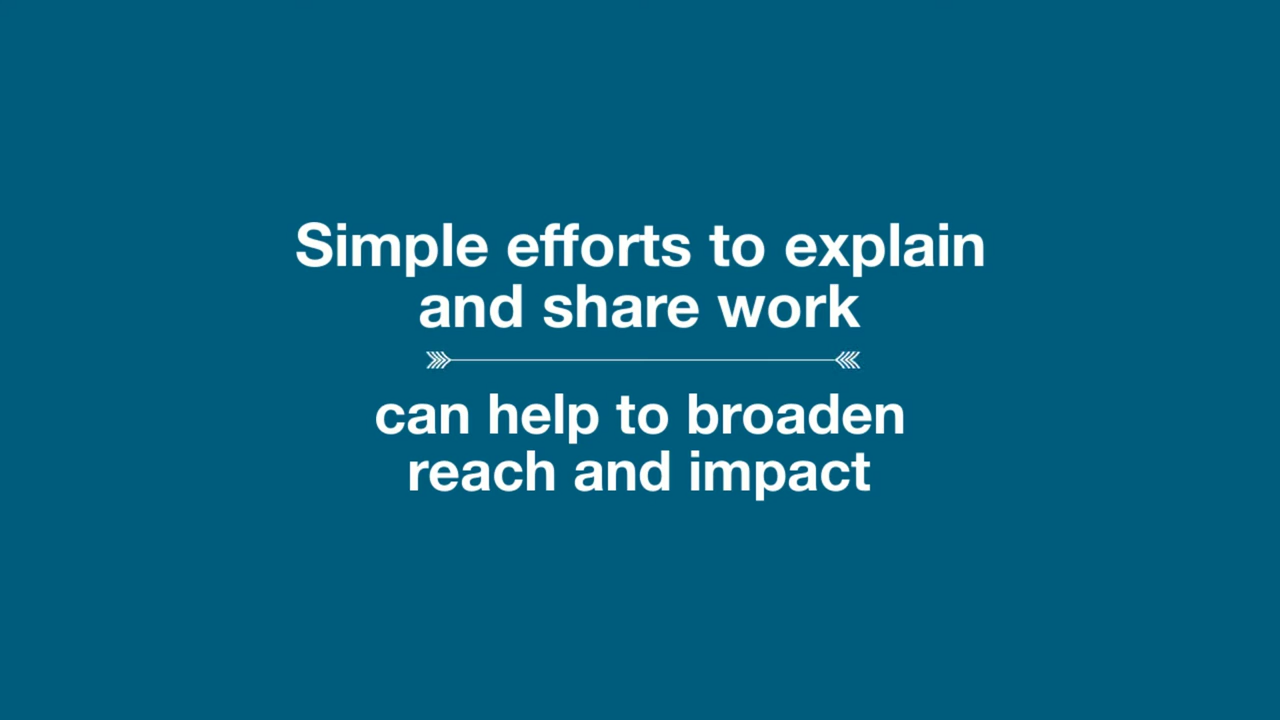 Simple efforts to explain
and share work
can help to broaden
reach and impact